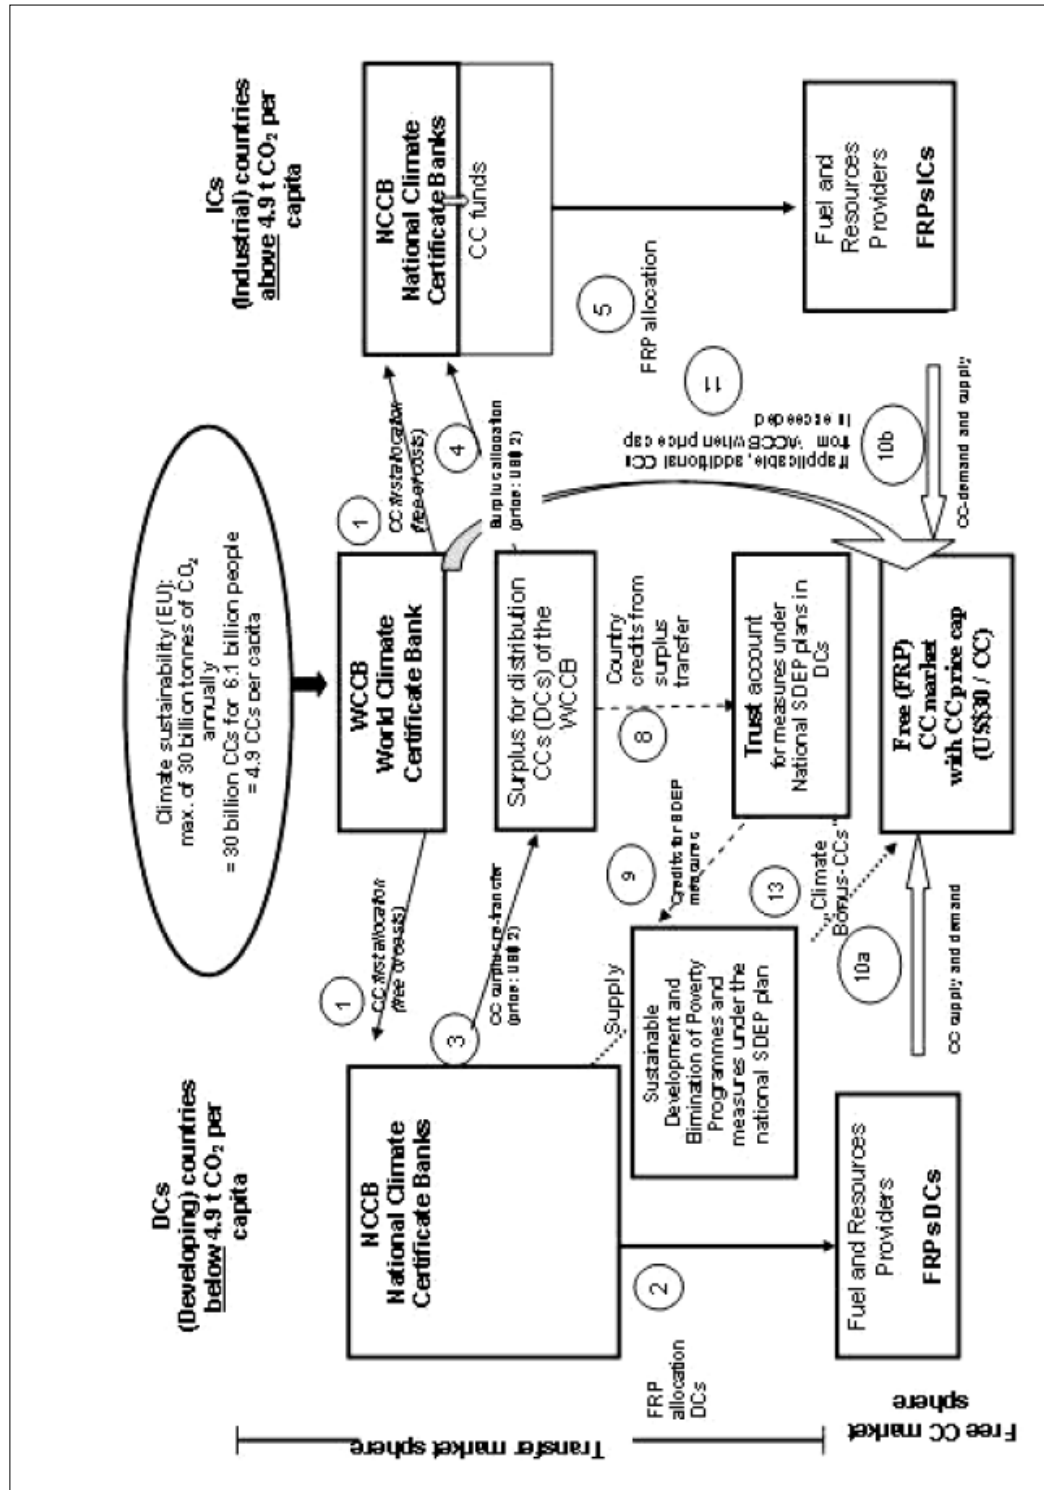 Climate sustainability (EU):
max. of 30 billion tonnes of CO₂
annually
= 30 billion CCs for 6.1 billion people
= 4.9 CCs per capita
DCs
(Developing) countries
below 4.9 t CO₂ per
capita
ICs
(Industrial) countries
above 4.9 t CO₂ per
capita
NCCB
National Climate
Certificate Banks
1
CC first allocation
(free of costs)
WCCB
World Climate
Certificate Bank
1
CC first allocation
(free of costs)
NCCB
National Climate
Certificate Banks
CC funds
3
CC surplus re-transfer
(price: US$ 2)
Surplus for distribution
CCs (DCs) of the
WCCB
4
Surplus allocation
(price: US$ 2)
2
FRP
allocation
DCs
Supply
Sustainable
Development and
Elimination of Poverty
Programmes and
measures under the
national SDEP plan
9
Credits for SDEP
measures
8
Country
credits from
surplus
transfer
Trust account
for measures under
National SDEP plans in
DCs
5
FRP allocation
11
If applicable, additional CCs
from WCCB when price cap
is exceeded
13
"Climate
Bonus-CCs"
Fuel and Resources
Providers
FRPsDCs
10a
CC supply and demand
Free (FRP)
CC market
with CC price cap
(US$30 / CC)
10b
CC-demand and supply
Fuel and
Resources
Providers
FRPsICs
Transfer market sphere
Free CC market
sphere